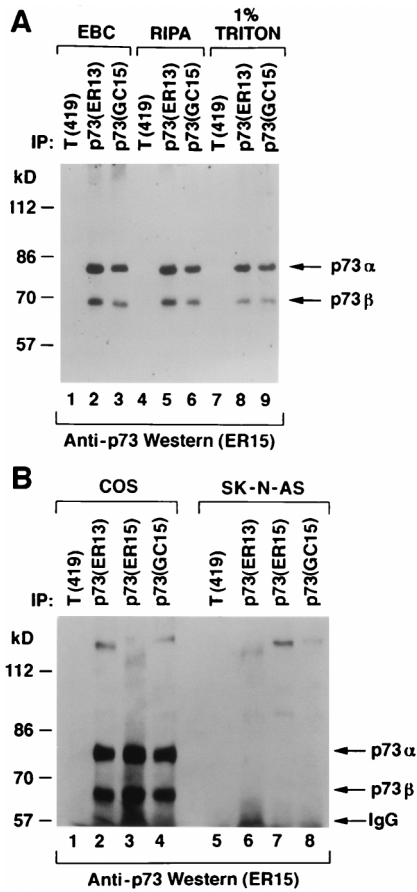 A
EBC RIPA 1% TRITON
IP: T(419) p73(ER13) p73(GC15) T(419) p73(ER13) p73(GC15) T(419) p73(ER13) p73(GC15)
kD
112
86
p73α
70
p73β
57
1 2 3 4 5 6 7 8 9
Anti-p73 Western (ER15)
B
COS SK-N-AS
IP: T(419) p73(ER13) p73(ER15) p73(GC15) T(419) p73(ER13) p73(ER15) p73(GC15)
kD
112
86
p73α
70
p73β
57
IgG
1 2 3 4 5 6 7 8
Anti-p73 Western (ER15)